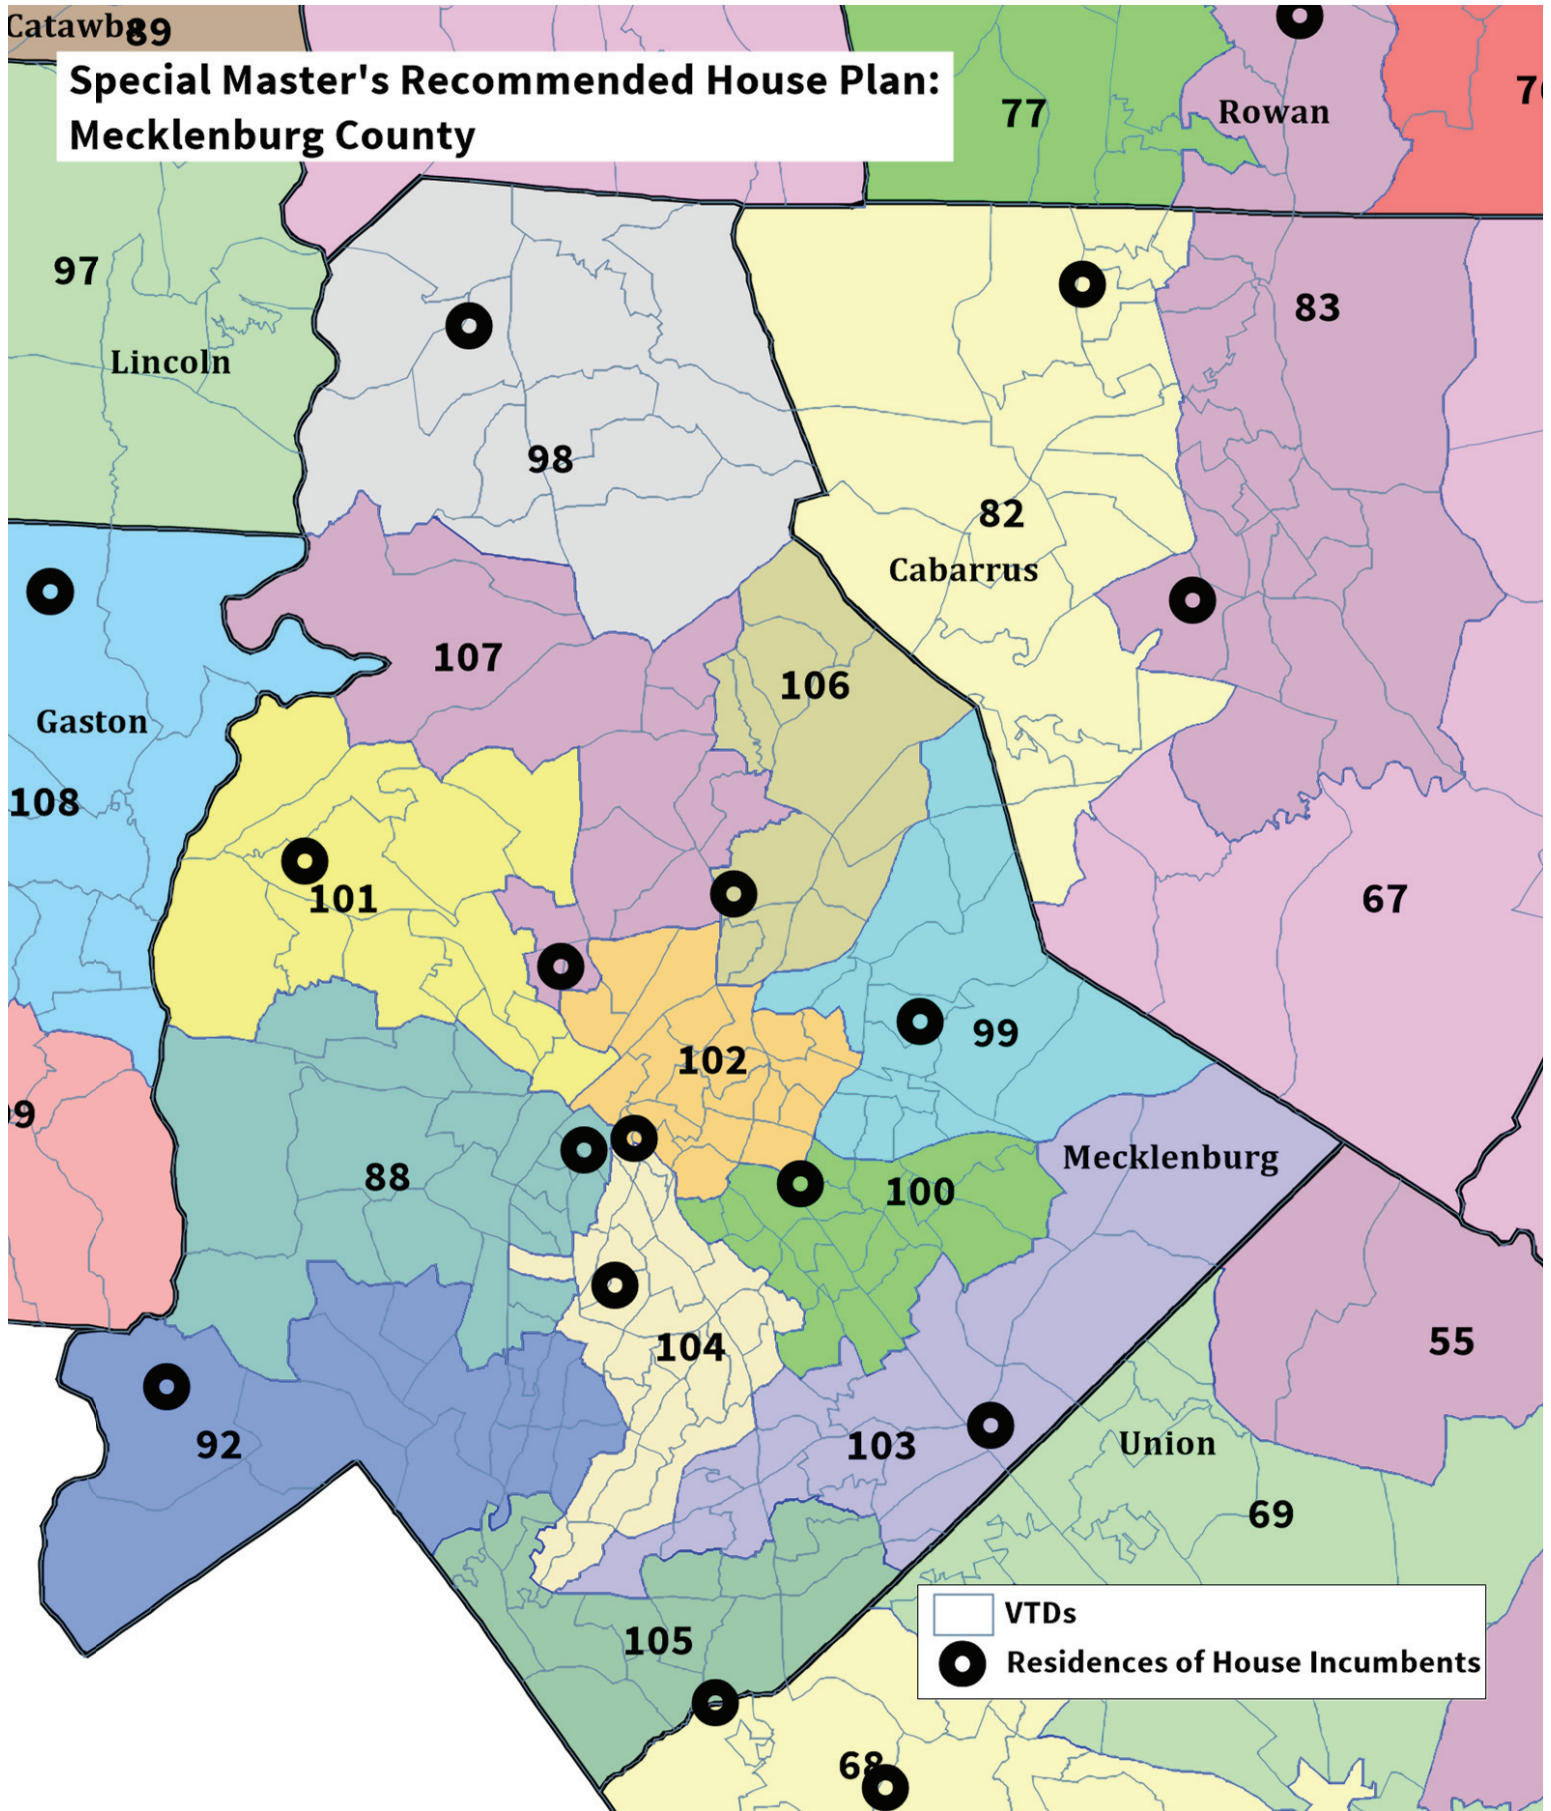 Catawba
89
Special Master's Recommended House Plan:
Mecklenburg County
77
Rowan
97
83
Lincoln
98
82
Cabarrus
107
106
Gaston
108
101
67
99
102
88
Mecklenburg
100
104
55
92
103
Union
69
VTDs
105
Residences of House Incumbents
68